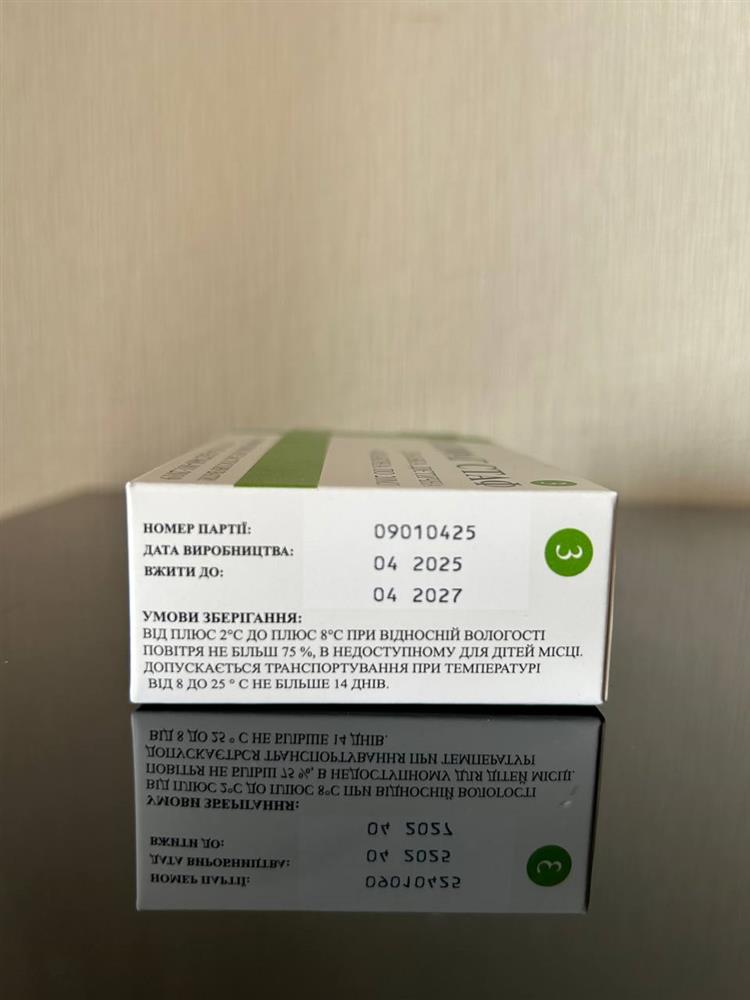 НОМЕР ПАРТІЇ: 09010425
ДАТА ВИРОБНИЦТВА: 04 2025
ВЖИТИ ДО: 04 2027
3
УМОВИ ЗБЕРІГАННЯ:
ВІД ПЛЮС 2°С ДО ПЛЮС 8°С ПРИ ВІДНОСНІЙ ВОЛОГОСТІ
ПОВІТРЯ НЕ БІЛЬШ 75 %, В НЕДОСТУПНОМУ ДЛЯ ДІТЕЙ МІСЦІ.
ДОПУСКАЄТЬСЯ ТРАНСПОРТУВАННЯ ПРИ ТЕМПЕРАТУРІ
ВІД 8 ДО 25 ° С НЕ БІЛЬШЕ 14 ДНІВ.